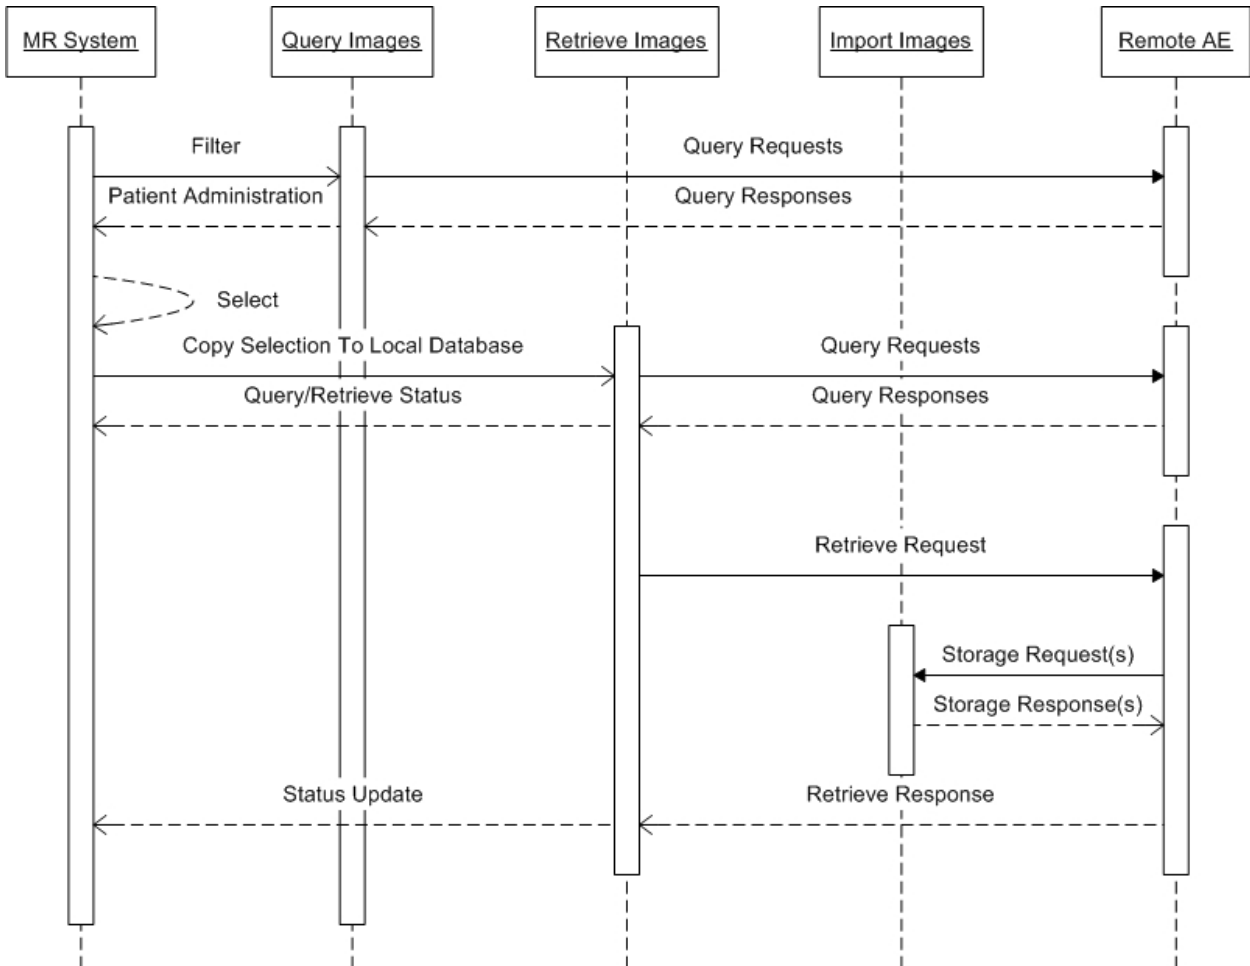 MR System
Query Images
Retrieve Images
Import Images
Remote AE
Filter
Query Requests
Patient Administration
Query Responses
Select
Copy Selection To Local Database
Query Requests
Query/Retrieve Status
Query Responses
Retrieve Request
Storage Request(s)
Storage Response(s)
Status Update
Retrieve Response